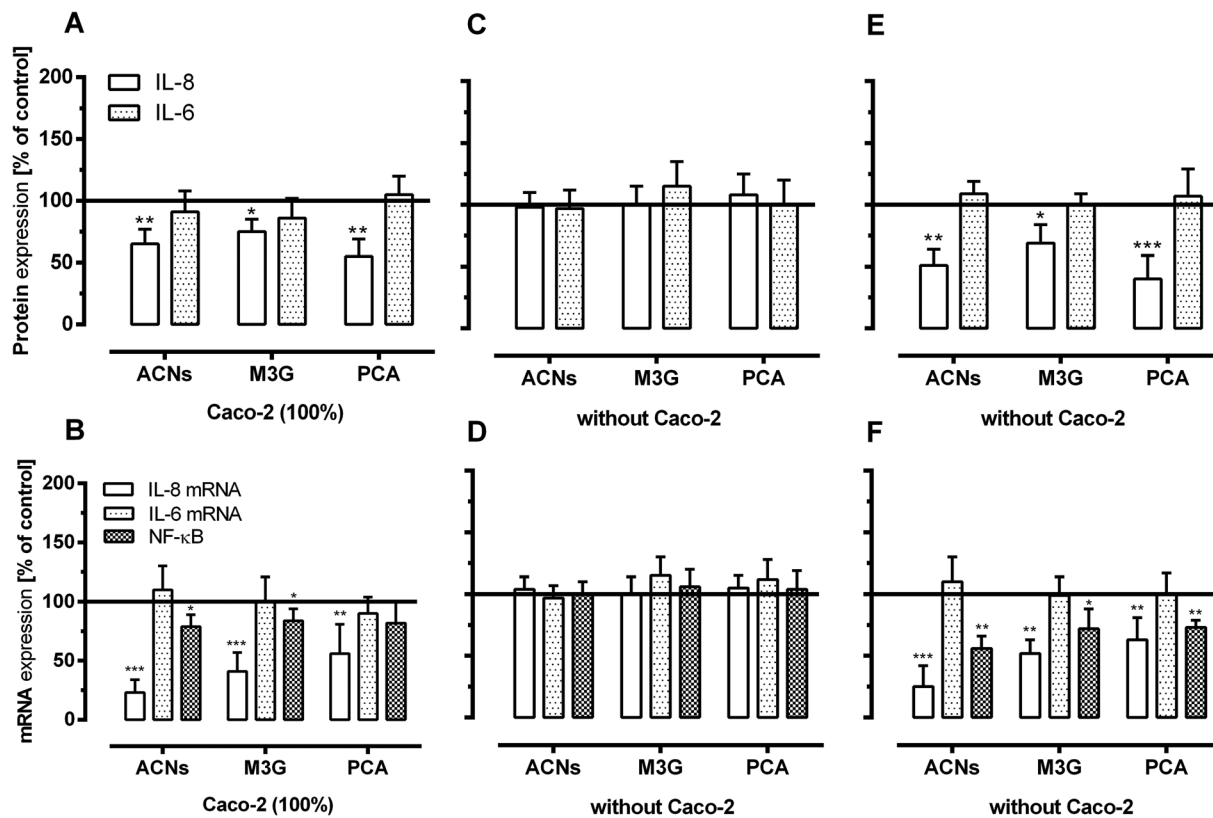 A
Protein expression [% of control]
200
150
100
50
0
IL-8
IL-6
** * **
ACNs M3G PCA
Caco-2 (100%)
C
ACNs M3G PCA
without Caco-2
E
** * ***
ACNs M3G PCA
without Caco-2
B
mRNA expression [% of control]
200
150
100
50
0
IL-8 mRNA
IL-6 mRNA
NF-κB
*** * *** * **
ACNs M3G PCA
Caco-2 (100%)
D
ACNs M3G PCA
without Caco-2
F
*** ** ** * ** **
ACNs M3G PCA
without Caco-2